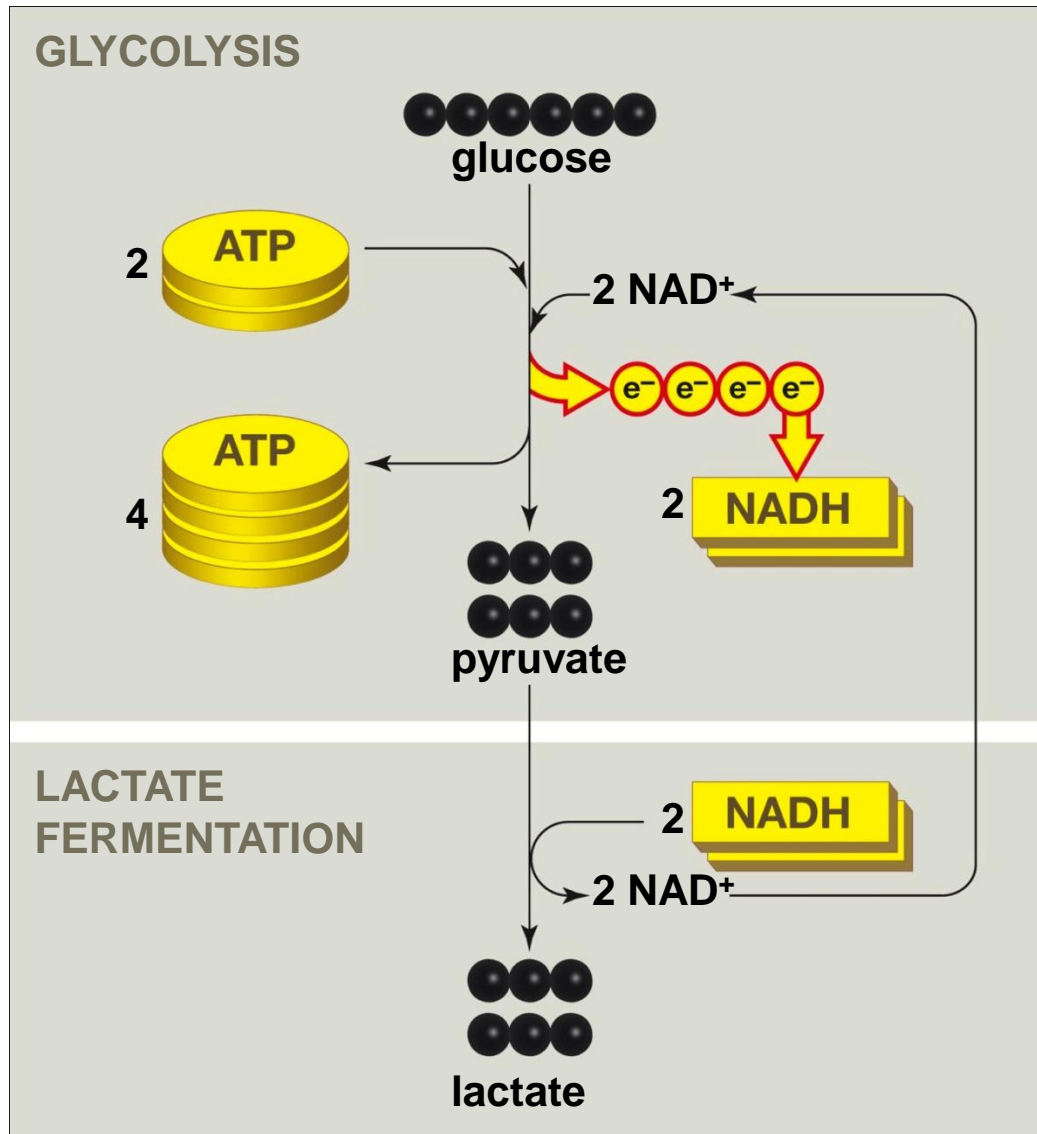 GLYCOLYSIS
glucose
2 ATP
2 NAD⁺
e⁻ e⁻ e⁻ e⁻
ATP
4
2 NADH
pyruvate
LACTATE
FERMENTATION
2 NADH
2 NAD⁺
lactate